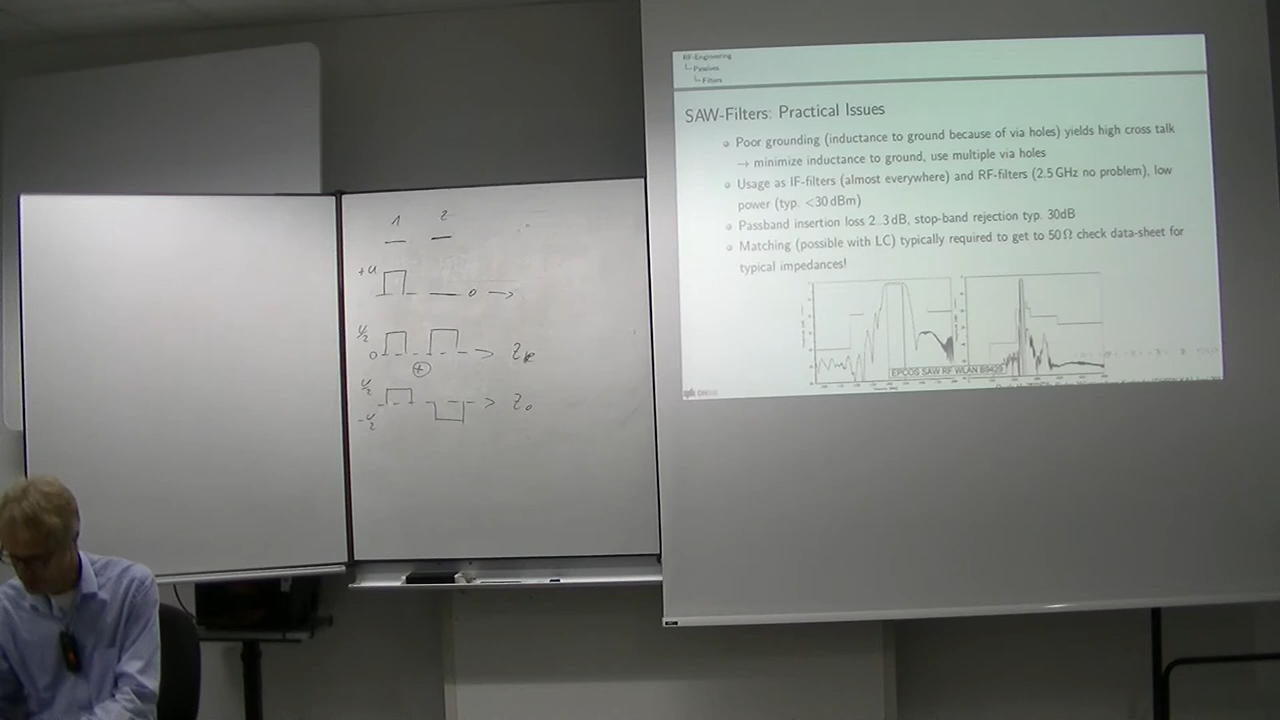 1 2
+U
0
U/2
0
Z
U/2
-U/2
Z
RF-Engineering
Passives
Filters
SAW-Filters: Practical Issues
Poor grounding (inductance to ground because of via holes) yields high cross talk
→ minimize inductance to ground, use multiple via holes
Usage as IF-filters (almost everywhere) and RF-filters (2.5 GHz no problem), low
power (typ. <30 dBm)
Passband insertion loss 2..3 dB, stop-band rejection typ. 30dB
Matching (possible with LC) typically required to get to 50 Ω check data-sheet for
typical impedances!
EPCOS SAW RF WLAN